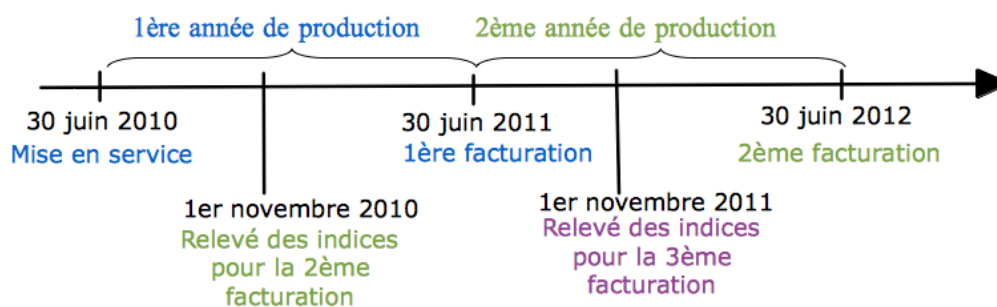 1ère année de production
2ème année de production
30 juin 2010
Mise en service
30 juin 2011
1ère facturation
30 juin 2012
2ème facturation
1er novembre 2010
Relevé des indices
pour la 2ème
facturation
1er novembre 2011
Relevé des indices
pour la 3ème
facturation